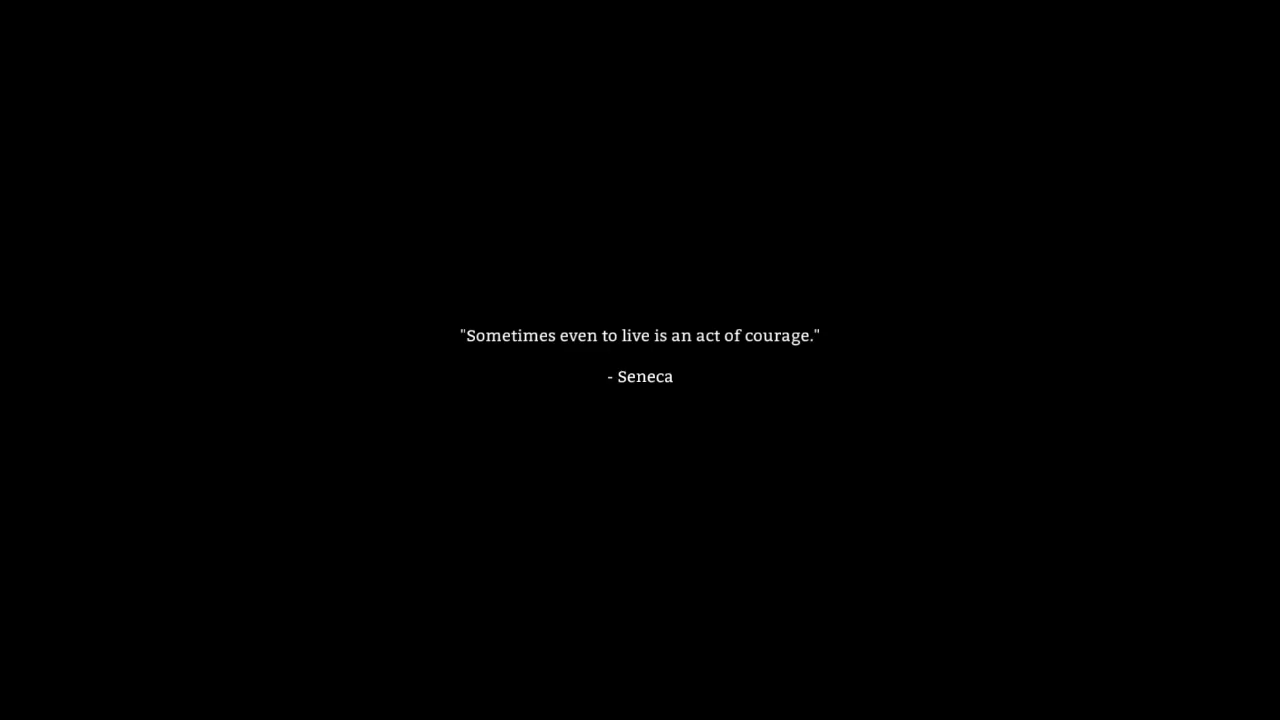 "Sometimes even to live is an act of courage."
- Seneca